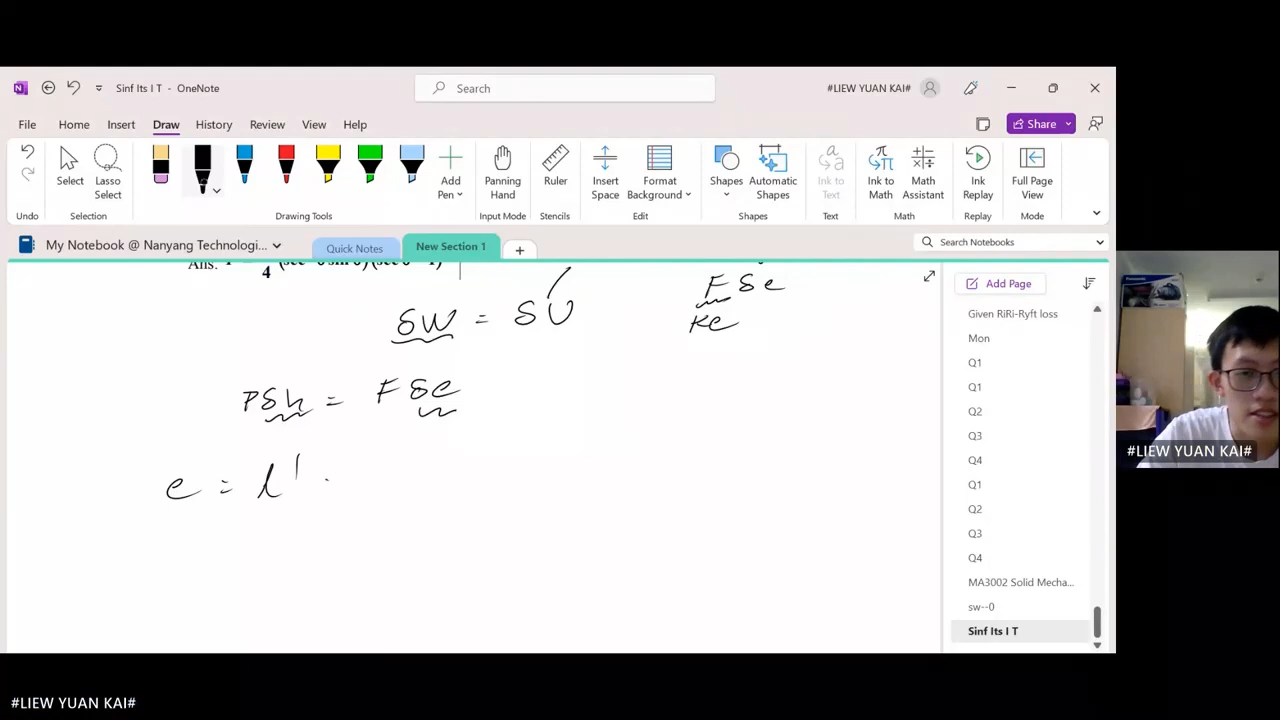 Sinf Its I T - OneNote
Search
#LIEW YUAN KAI#
File Home Insert Draw History Review View Help
Share
Undo
Select
Lasso Select
Add Pen
Panning Hand
Ruler
Insert Space
Format Background
Shapes
Automatic Shapes
Ink to Text
Ink to Math
Math Assistant
Ink Replay
Full Page View
Selection
Drawing Tools
Input Mode
Stencils
Edit
Shapes
Text
Math
Replay
Mode
My Notebook @ Nanyang Technologi...
Quick Notes
New Section 1
Search Notebooks
Ans.
4
δW = δU
F δe
Ke
Pδh = F δe
e = l'
Add Page
Given RiRi-Ryft loss
Mon
Q1
Q1
Q2
Q3
Q4
Q1
Q2
Q3
Q4
MA3002 Solid Mecha...
sw--0
Sinf Its I T
#LIEW YUAN KAI#
#LIEW YUAN KAI#